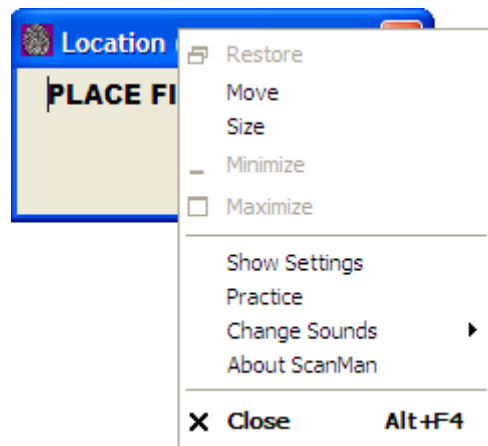 Location
PLACE FI
Restore
Move
Size
Minimize
Maximize
Show Settings
Practice
Change Sounds
About ScanMan
Close Alt+F4